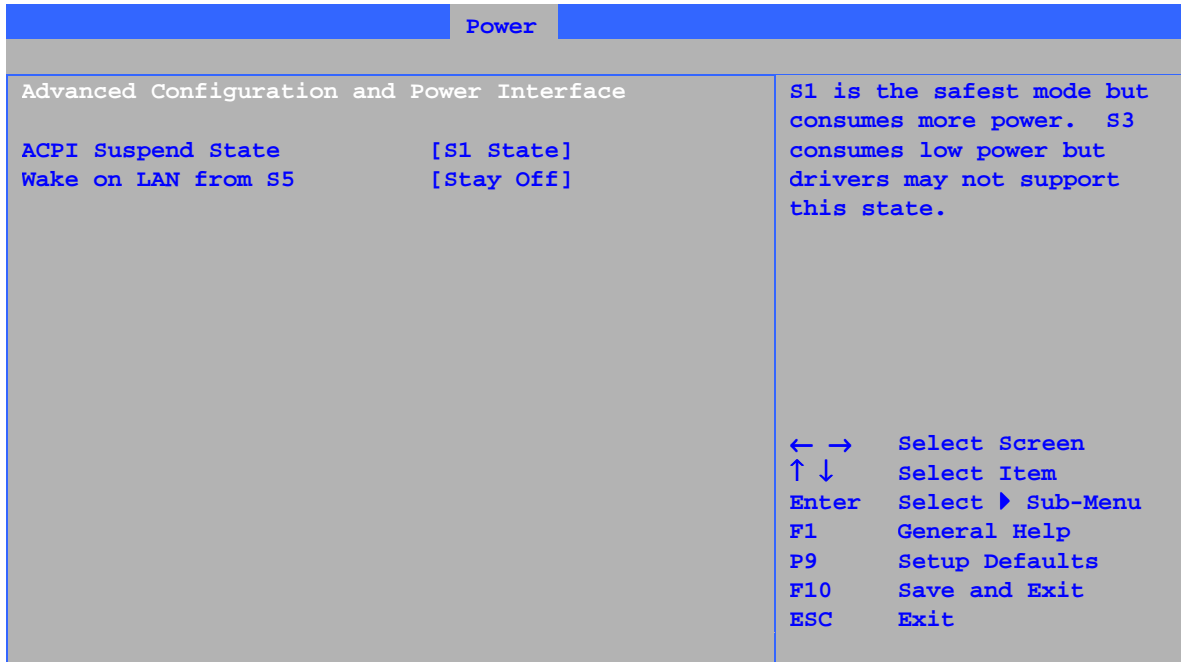 Power
Advanced Configuration and Power Interface
ACPI Suspend State [S1 State]
Wake on LAN from S5 [Stay Off]
S1 is the safest mode but
consumes more power. S3
consumes low power but
drivers may not support
this state.
← → Select Screen
↑ ↓ Select Item
Enter Select ▶ Sub-Menu
F1 General Help
P9 Setup Defaults
F10 Save and Exit
ESC Exit